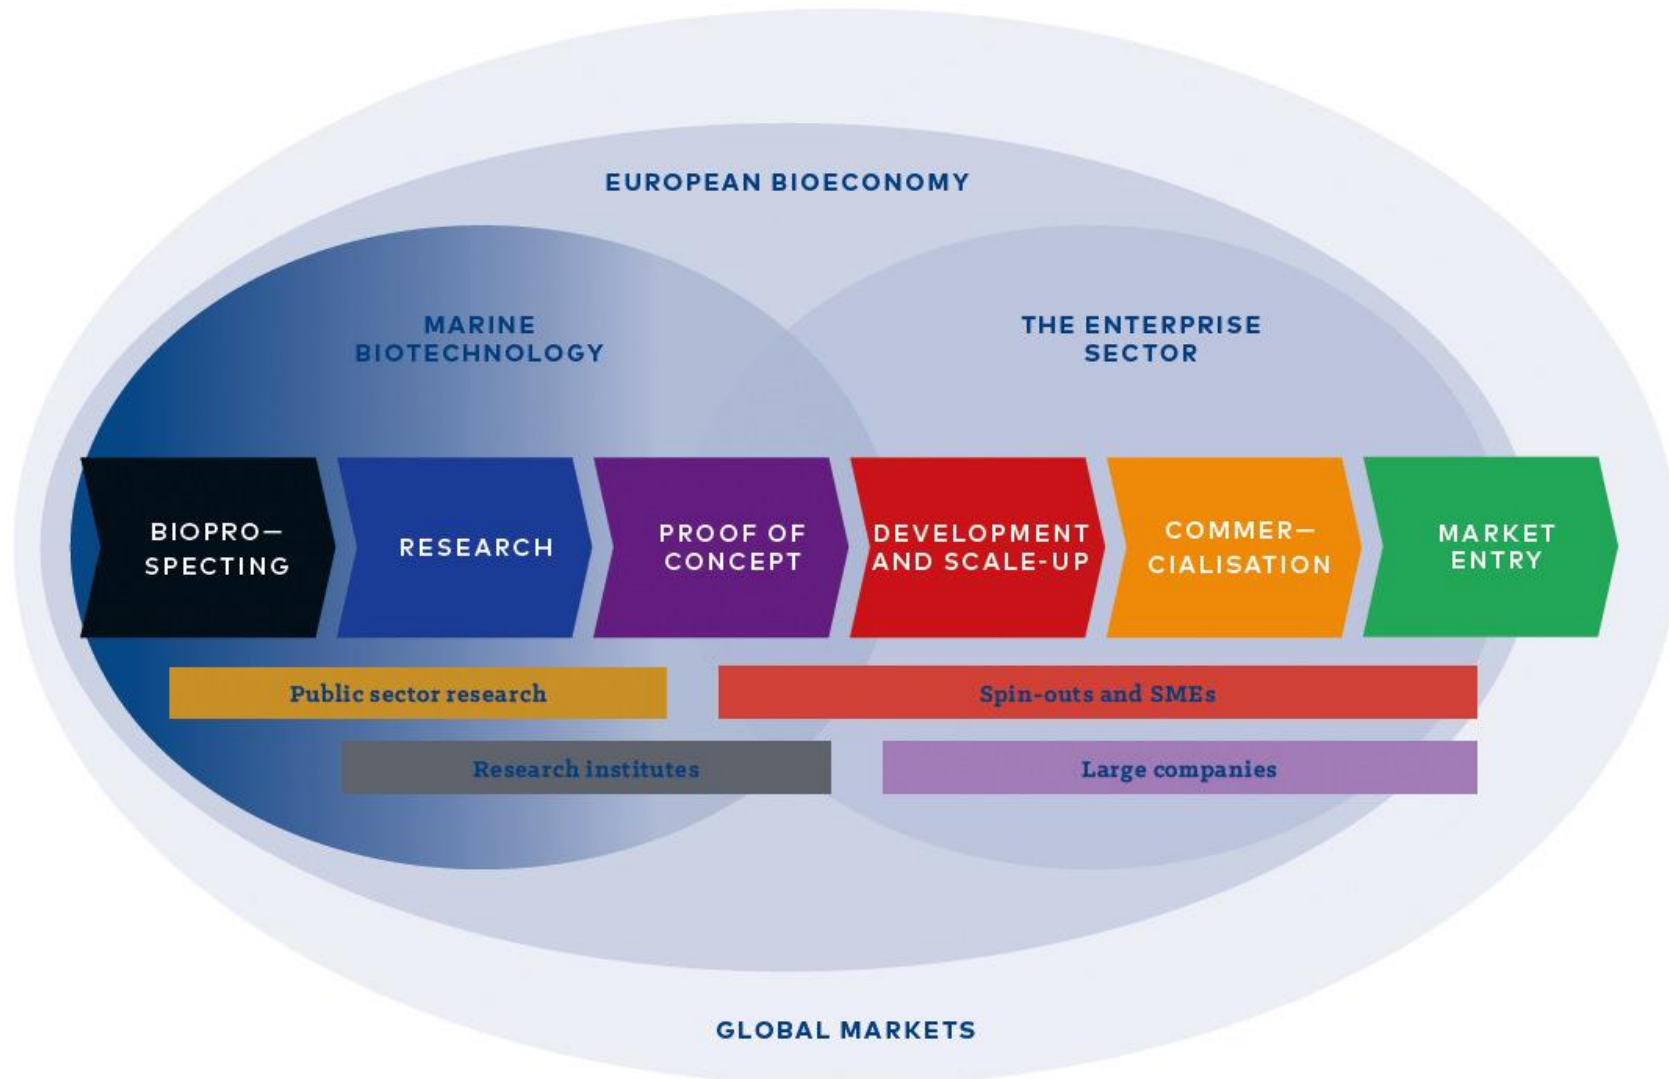 EUROPEAN BIOECONOMY
MARINE
BIOTECHNOLOGY
THE ENTERPRISE
SECTOR
BIOPRO—
SPECTING
RESEARCH
PROOF OF
CONCEPT
DEVELOPMENT
AND SCALE-UP
COMMER—
CIALISATION
MARKET
ENTRY
Public sector research
Spin-outs and SMEs
Research institutes
Large companies
GLOBAL MARKETS